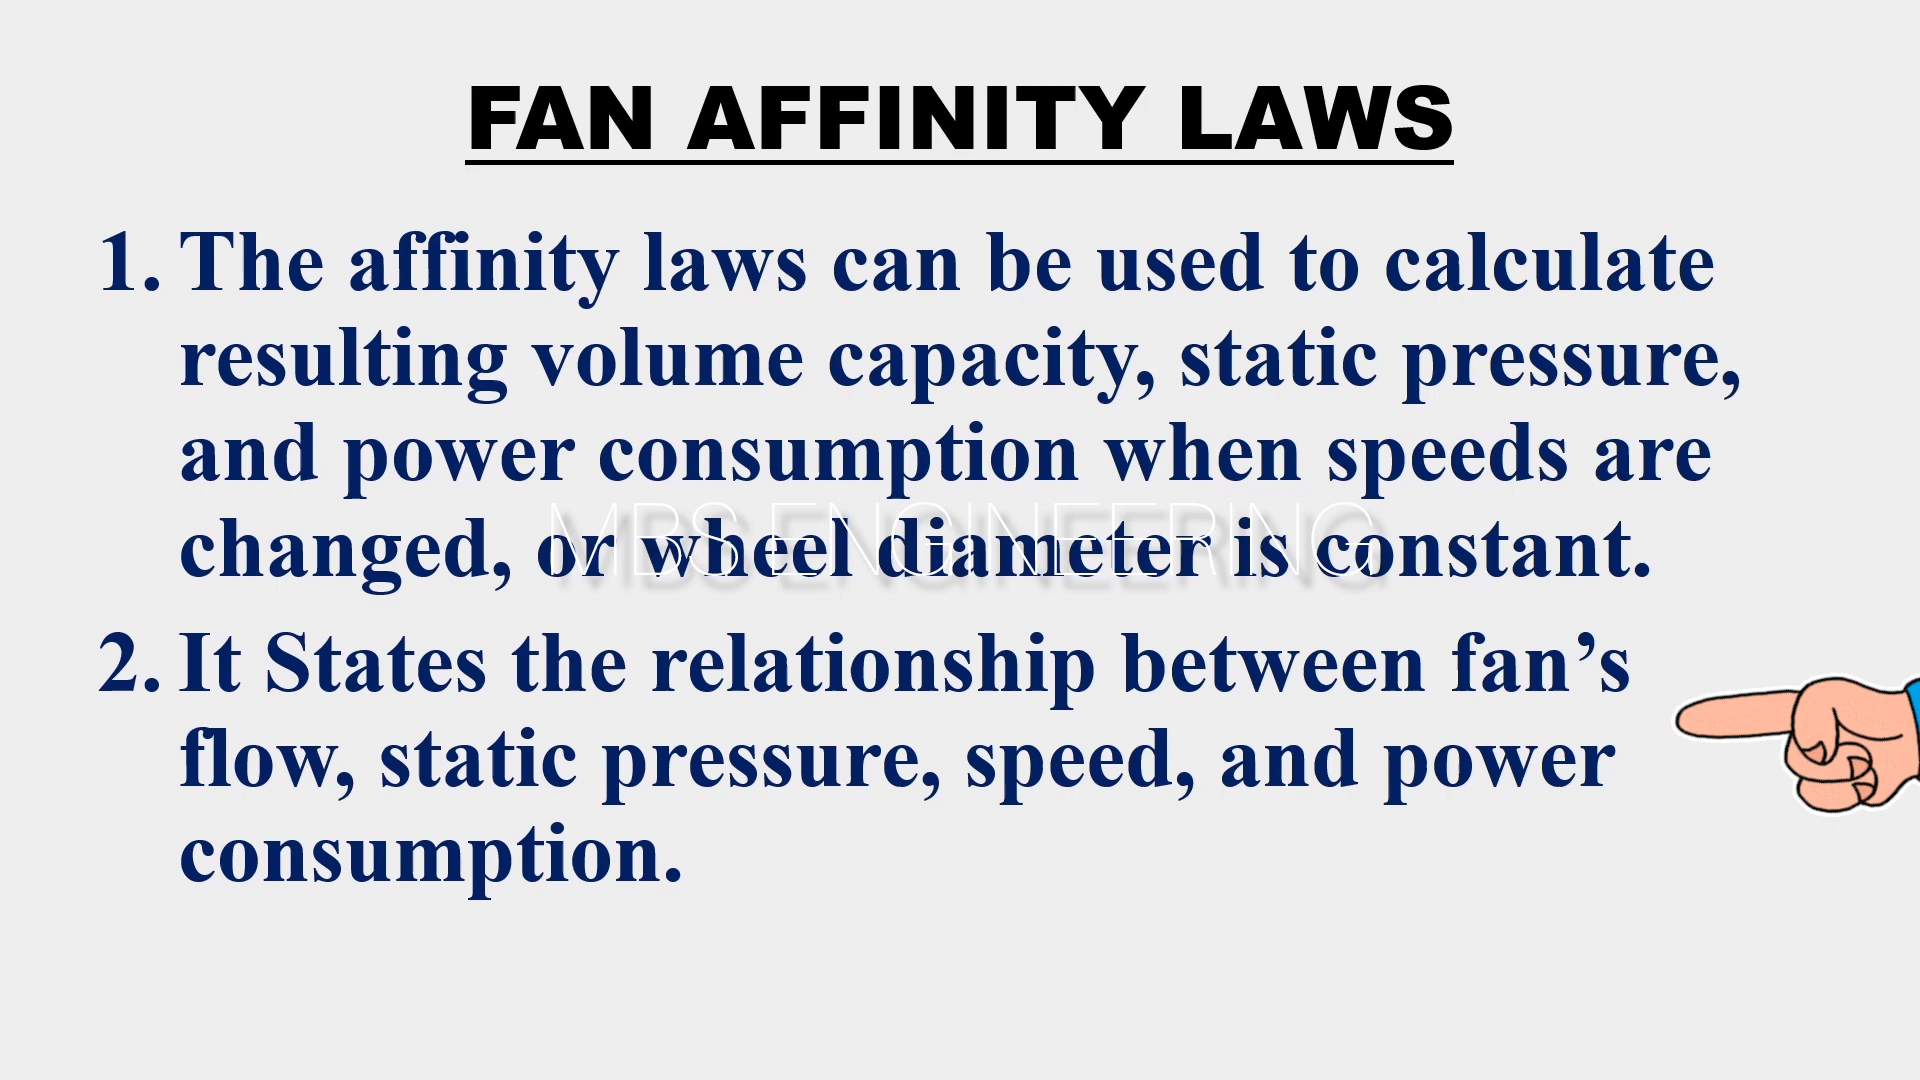 FAN AFFINITY LAWS
1. The affinity laws can be used to calculate
resulting volume capacity, static pressure,
and power consumption when speeds are
changed, or wheel diameter is constant.
MBS ENGINEERING
2. It States the relationship between fan’s
flow, static pressure, speed, and power
consumption.